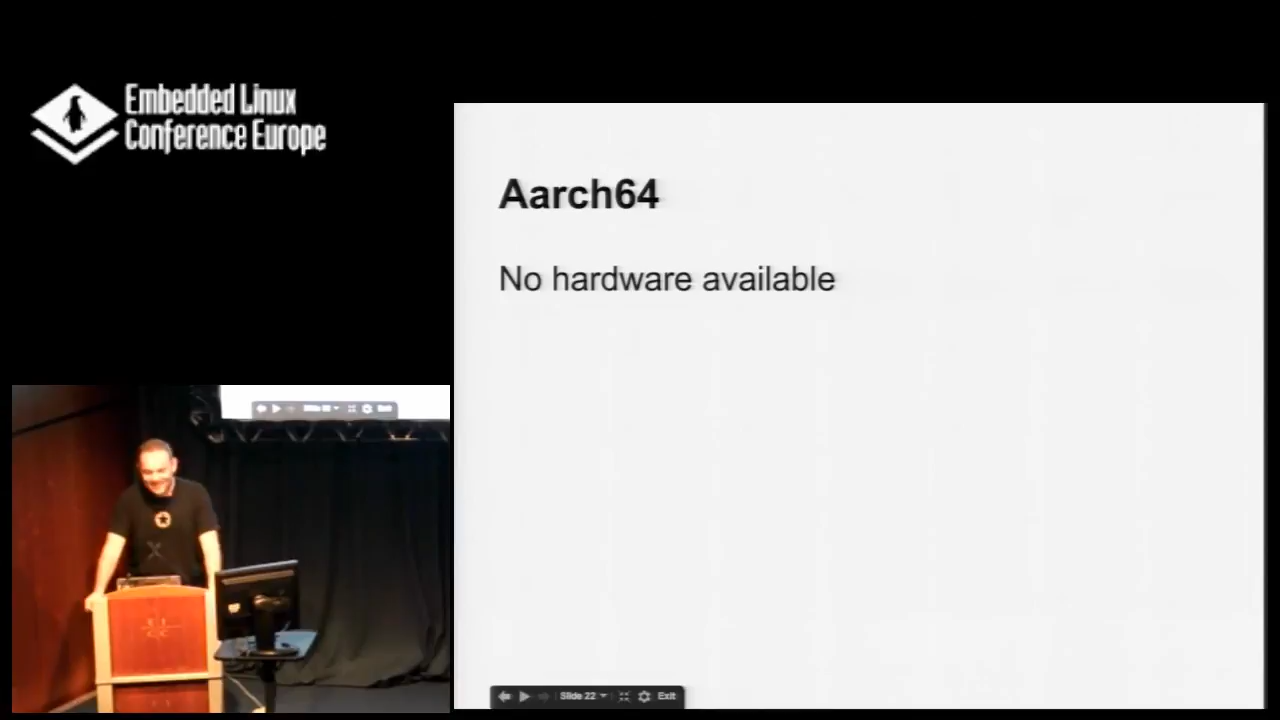 Embedded Linux
Conference Europe
Aarch64
No hardware available
Slide 22
Exit